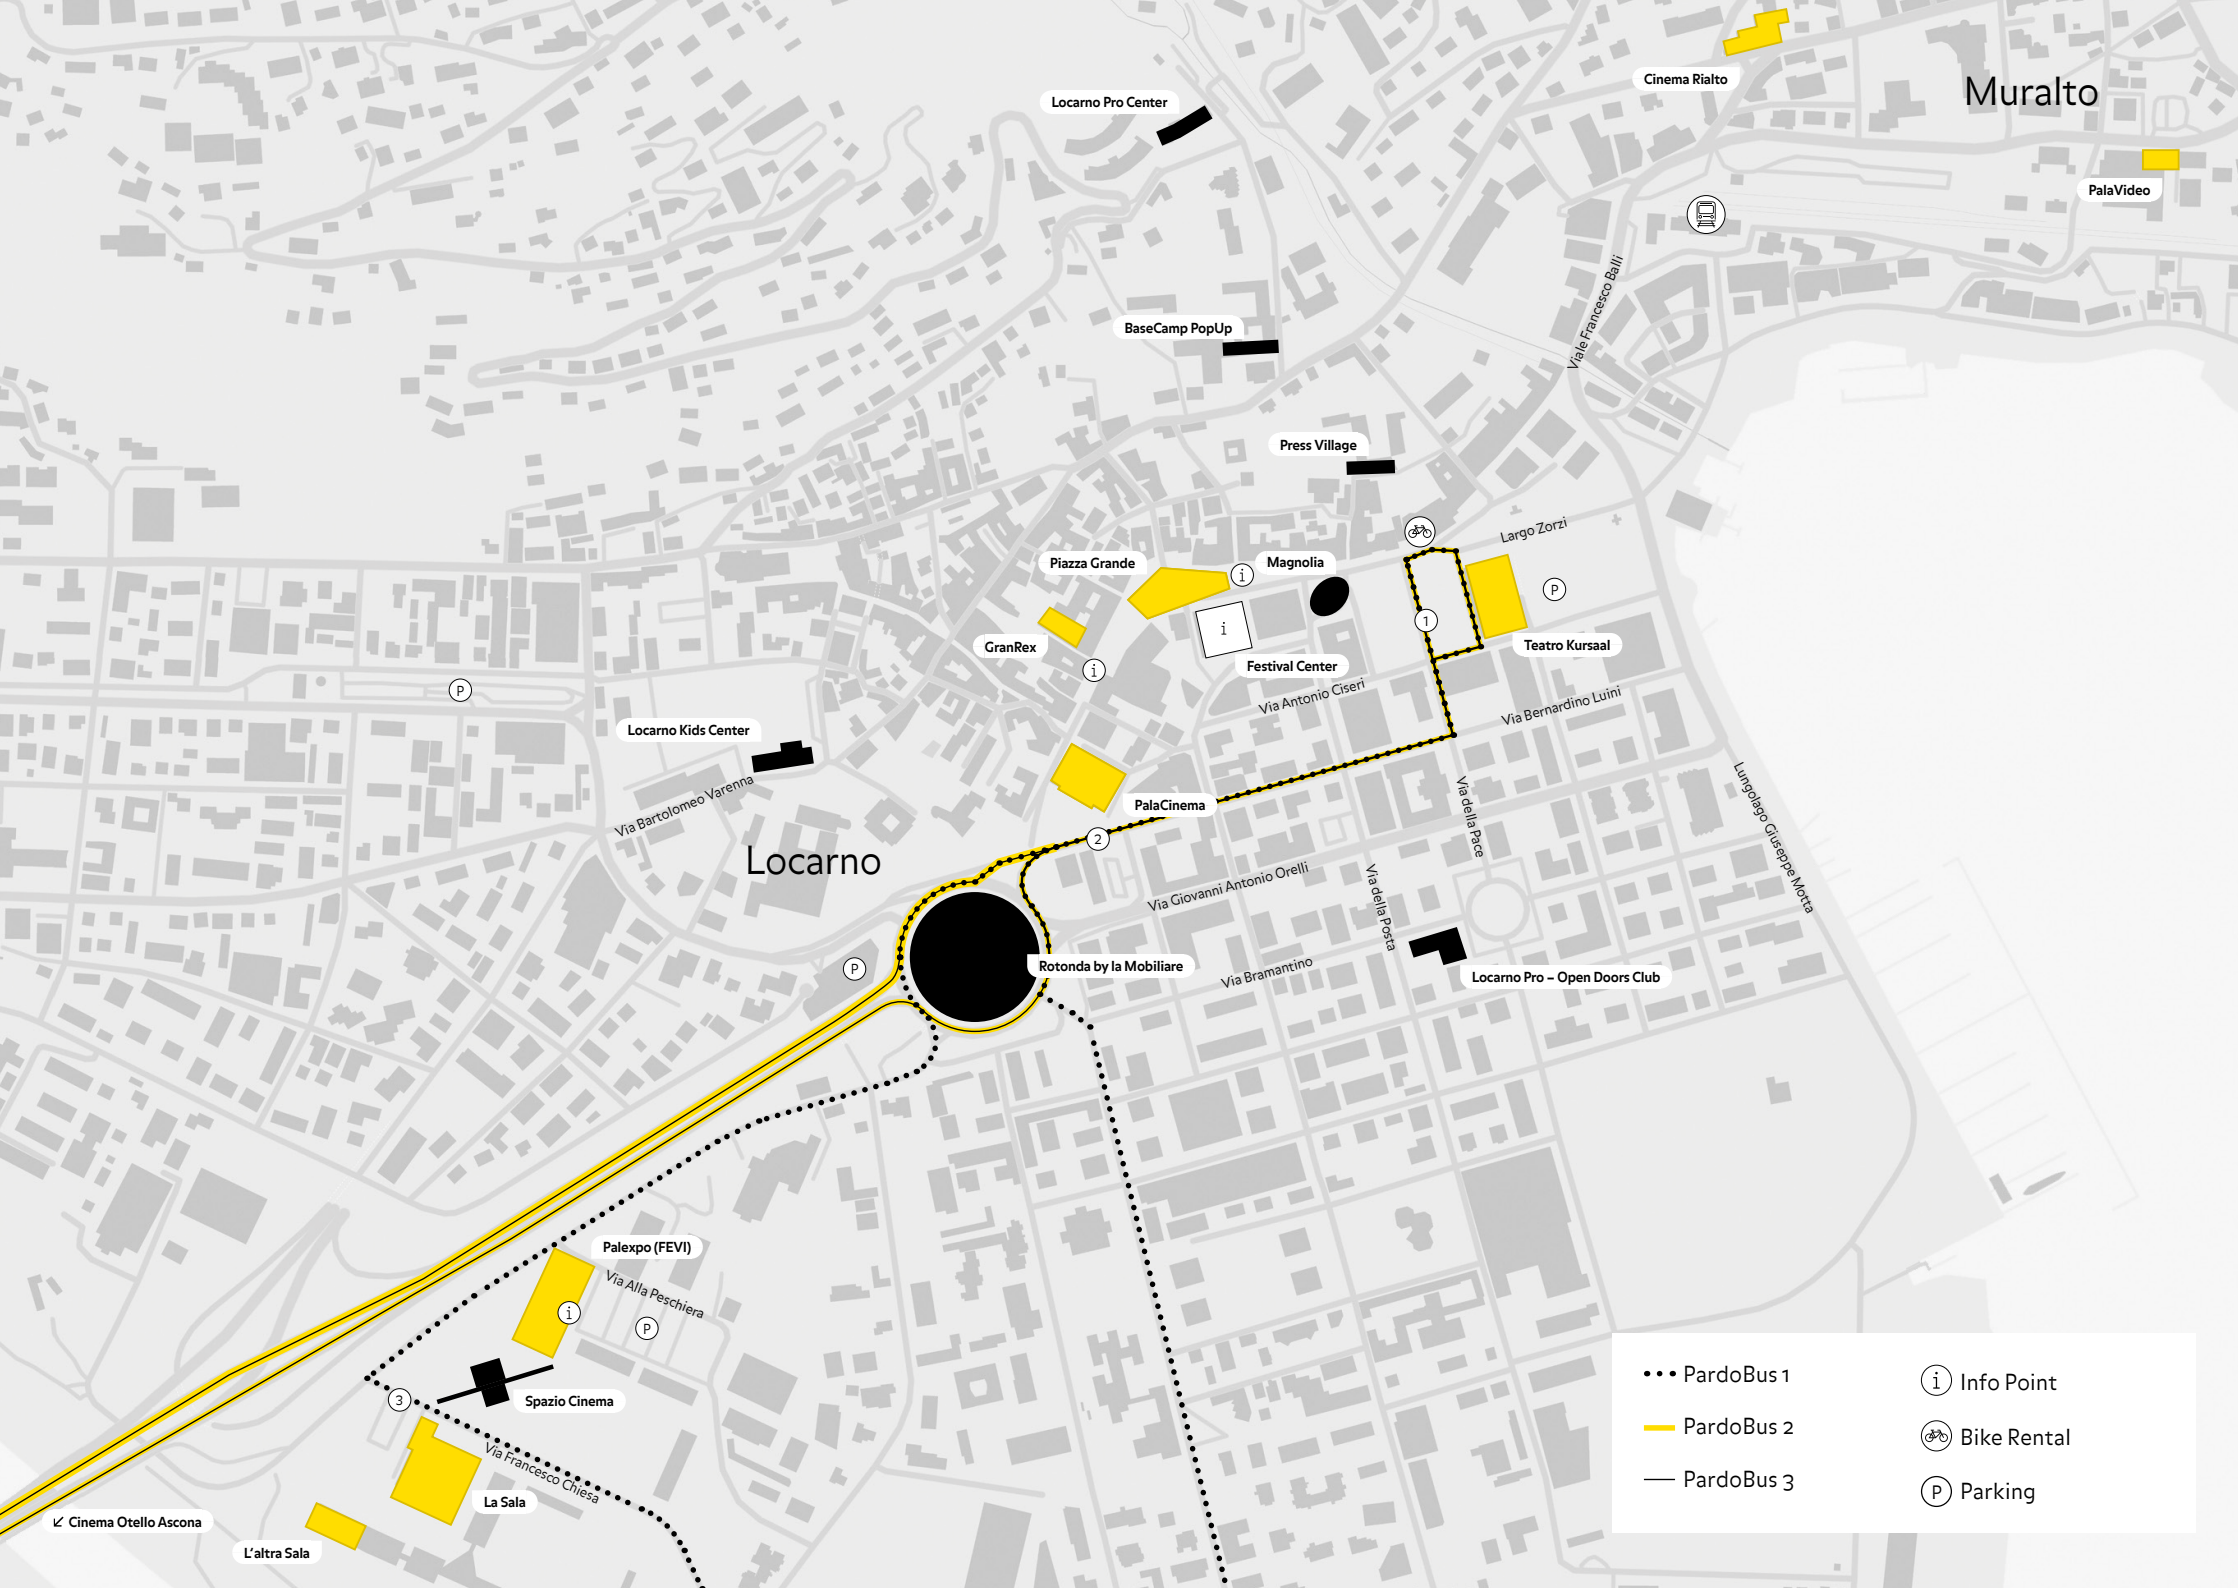 Muralto
Cinema Rialto
Locarno Pro Center
PalaVideo
Viale Francesco Balli
BaseCamp PopUp
Press Village
Largo Zorzi
Piazza Grande
i
Magnolia
P
1
i
GranRex
Teatro Kursaal
Festival Center
i
P
Via Antonio Ciseri
Via Bernardino Luini
Locarno Kids Center
Via Bartolomeo Varenna
PalaCinema
Via della Pace
Lungolago Giuseppe Motta
2
Locarno
Via Giovanni Antonio Orelli
Via della Posta
P
Rotonda by la Mobiliare
Via Bramantino
Locarno Pro – Open Doors Club
Palexpo (FEVI)
Via Alla Peschiera
i
P
3
Spazio Cinema
Via Francesco Chiesa
La Sala
↙ Cinema Otello Ascona
L'altra Sala
PardoBus 1
PardoBus 2
PardoBus 3
i Info Point
Bike Rental
P Parking